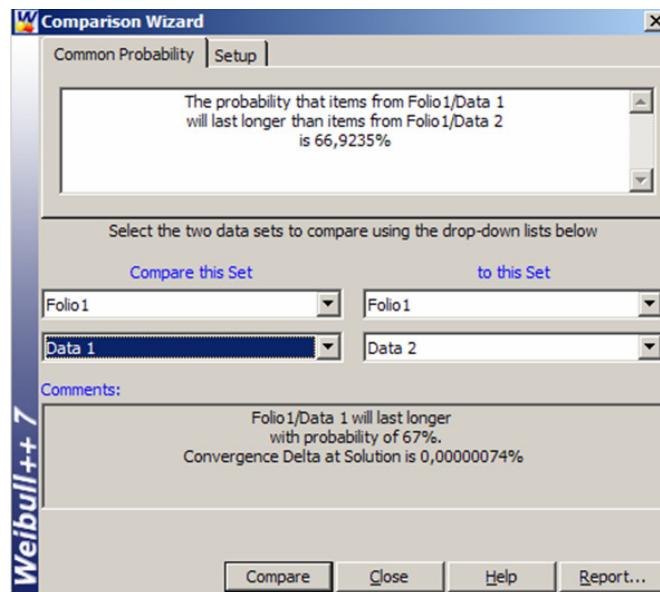 Comparison Wizard
Common Probability
Setup
The probability that items from Folio1/Data 1
will last longer than items from Folio1/Data 2
is 66,9235%
Select the two data sets to compare using the drop-down lists below
Compare this Set
to this Set
Folio1
Folio1
Data 1
Data 2
Comments:
Folio1/Data 1 will last longer
with probability of 67%.
Convergence Delta at Solution is 0,00000074%
Weibull++ 7
Compare
Close
Help
Report...